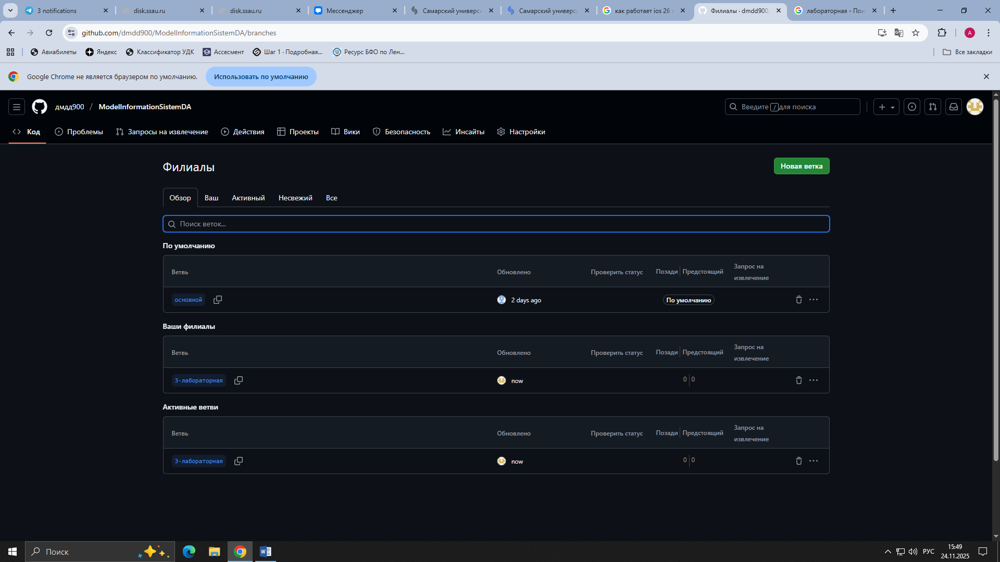 3 notifications
disk.ssau.ru
disk.ssau.ru
Мессенджер
Самарский универс
Самарский универс
как работает ios 26
Филиалы · dmdd900
лабораторная - Пои
github.com/dmdd900/ModelInformationSistemDA/branches
A
Авиабилеты
Яндекс
Классификатор УДК
Ассесмент
Шаг 1 · Подробная...
Ресурс БФО по Лен...
Все закладки
Google Chrome не является браузером по умолчанию.
Использовать по умолчанию
дмдд900 / ModelInformationSistemDA
Введите / для поиска
Код
Проблемы
Запросы на извлечение
Действия
Проекты
Вики
Безопасность
Инсайты
Настройки
Филиалы
Новая ветка
Обзор
Ваш
Активный
Несвежий
Все
Поиск веток...
По умолчанию
Ветвь
Обновлено
Проверить статус
Позади
Предстоящий
Запрос на
извлечение
основной
2 days ago
По умолчанию
Ваши филиалы
Ветвь
Обновлено
Проверить статус
Позади
Предстоящий
Запрос на
извлечение
3-лабораторная
now
0 0
Активные ветви
Ветвь
Обновлено
Проверить статус
Позади
Предстоящий
Запрос на
извлечение
3-лабораторная
now
0 0
Поиск
РУС
15:49
24.11.2025